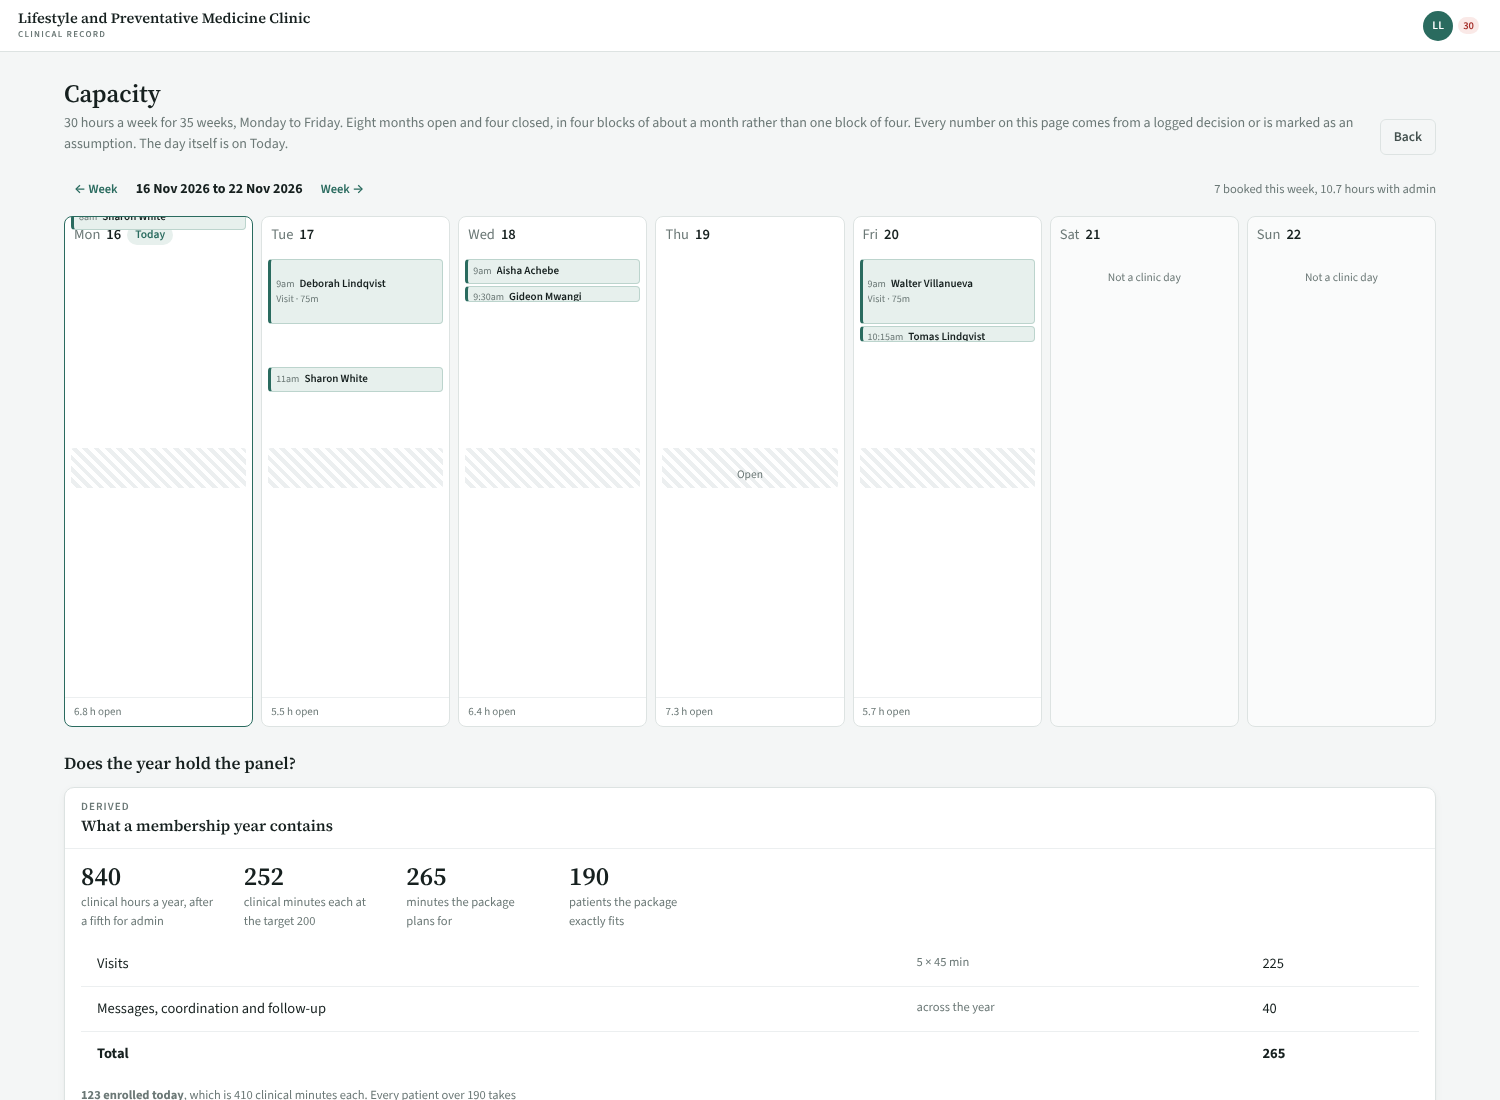 Lifestyle and Preventative Medicine Clinic
CLINICAL RECORD
LL
30
Capacity
30 hours a week for 35 weeks, Monday to Friday. Eight months open and four closed, in four blocks of about a month rather than one block of four. Every number on this page comes from a logged decision or is marked as an
assumption. The day itself is on Today.
Back
← Week
16 Nov 2026 to 22 Nov 2026
Week →
7 booked this week, 10.7 hours with admin
Sharon White
Mon 16 Today
6.8 h open
Tue 17
9am Deborah Lindqvist
Visit · 75m
11am Sharon White
5.5 h open
Wed 18
9am Aisha Achebe
9:30am Gideon Mwangi
6.4 h open
Thu 19
Open
7.3 h open
Fri 20
9am Walter Villanueva
Visit · 75m
10:15am Tomas Lindqvist
5.7 h open
Sat 21
Not a clinic day
Sun 22
Not a clinic day
Does the year hold the panel?
DERIVED
What a membership year contains
840
clinical hours a year, after
a fifth for admin
252
clinical minutes each at
the target 200
265
minutes the package
plans for
190
patients the package
exactly fits
Visits 5 × 45 min 225
Messages, coordination and follow-up across the year 40
Total 265
123 enrolled today, which is 410 clinical minutes each. Every patient over 190 takes